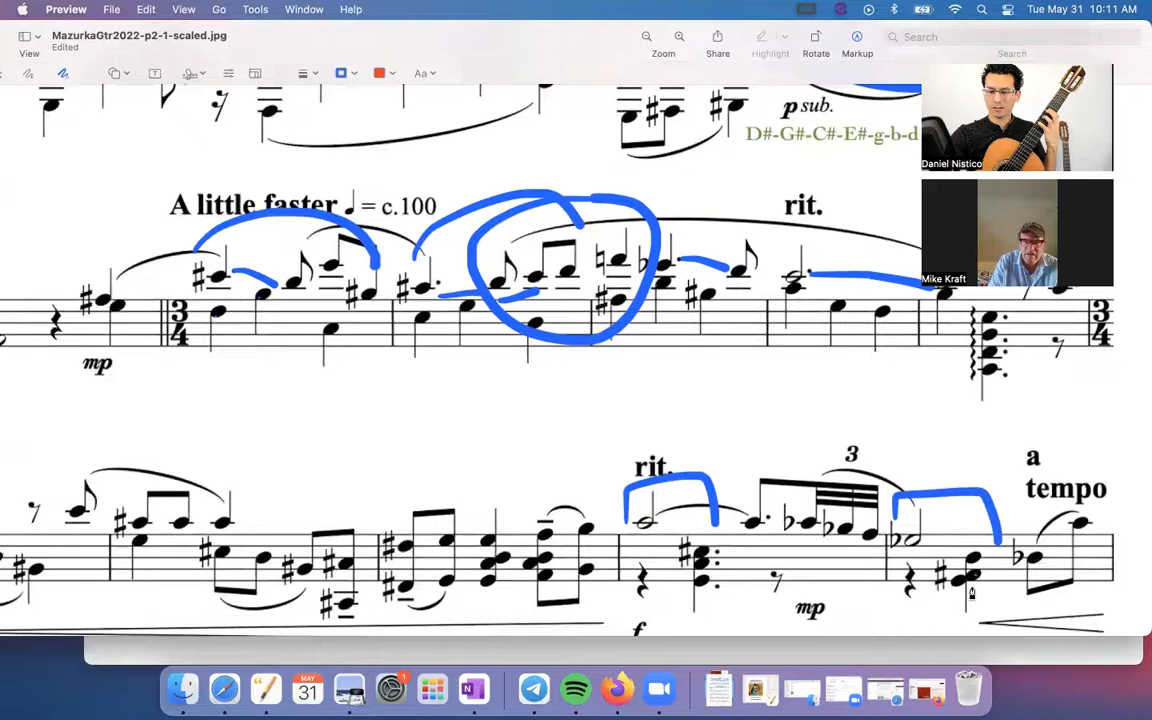 Preview File Edit View Go Tools Window Help Tue May 31 10:11 AM
MazurkaGtr2022-p2-1-scaled.jpg
Edited
View Zoom Share Highlight Rotate Markup Search
Search
Aa
p sub.
D#-G#-C#-E#-g-b-d
Daniel Nistico
A little faster ♩ = c.100 rit.
Mike Kraft
3 4
3 4
mp
rit. 3 a
tempo
mp
f
MAY
31
1